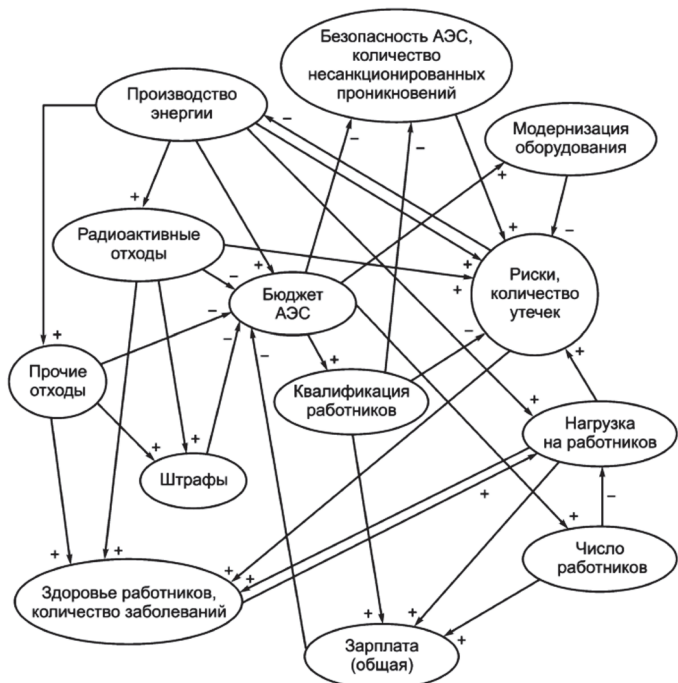 Безопасность АЭС,
количество
несанкционированных
проникновений
Производство
энергии
Модернизация
оборудования
Радиоактивные
отходы
Риски,
количество
утечек
Бюджет
АЭС
Прочие
отходы
Квалификация
работников
Нагрузка
на работников
Штрафы
Число
работников
Здоровье работников,
количество заболеваний
Зарплата
(общая)